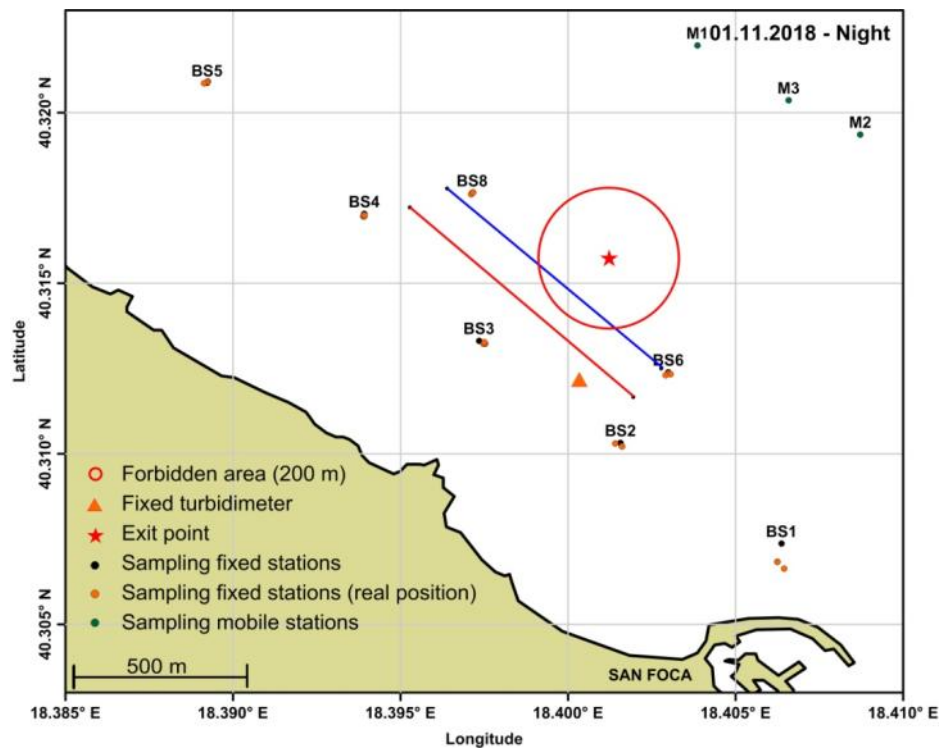 M1 01.11.2018 - Night
BS5
M3
40.320° N
M2
BS8
BS4
40.315° N
BS3
BS6
Latitude
BS2
40.310° N
Forbidden area (200 m)
Fixed turbidimeter
Exit point
BS1
Sampling fixed stations
Sampling fixed stations (real position)
Sampling mobile stations
40.305° N
500 m
SAN FOCA
18.385° E 18.390° E 18.395° E 18.400° E 18.405° E 18.410° E
Longitude